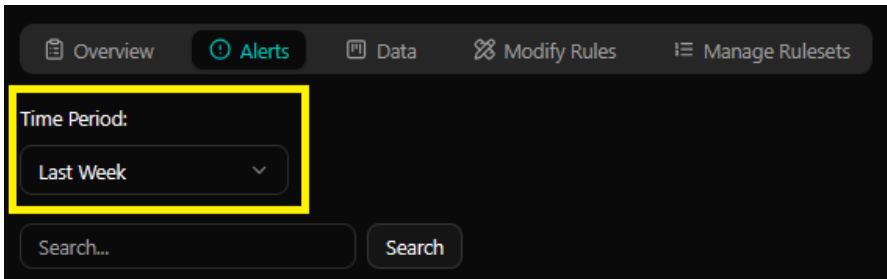 Overview Alerts Data Modify Rules Manage Rulesets
Time Period:
Last Week
Search... Search